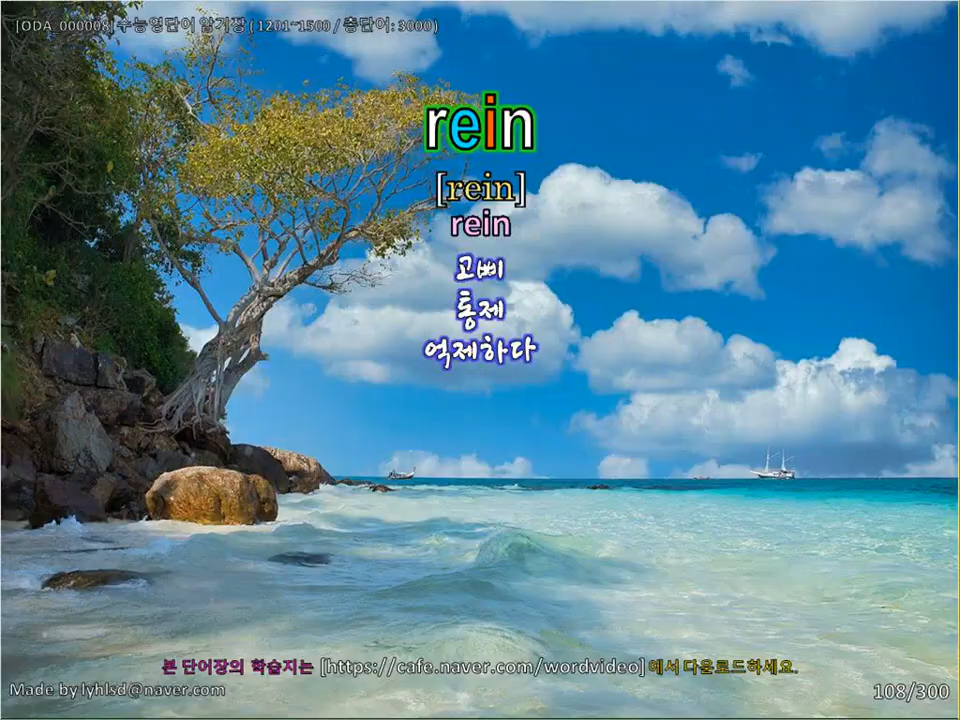 [ODA_000008] 수능영단어 암기장 (1201~1500 / 총단어: 3000)
rein
[rein]
rein
고삐
통제
억제하다
본 단어장의 학습지는 [https://cafe.naver.com/wordvideo] 에서 다운로드하세요.
Made by lyhlsd@naver.com
108/300